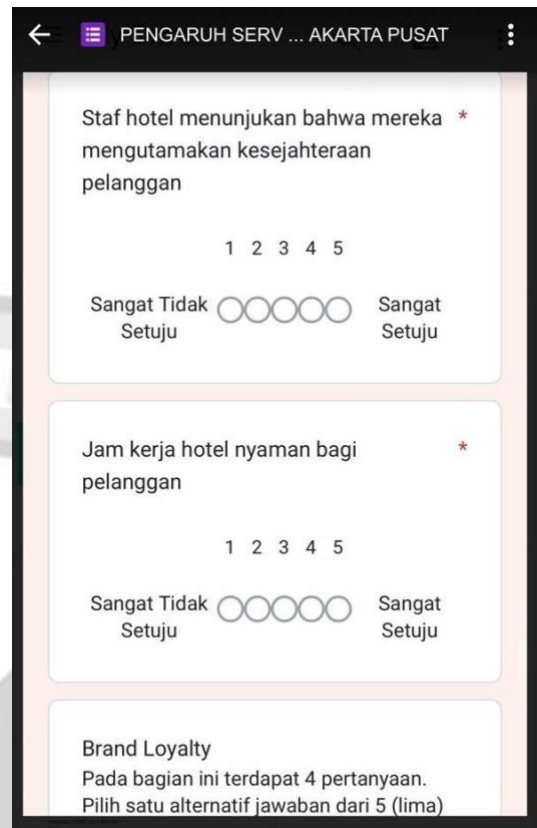 PENGARUH SERV ... AKARTA PUSAT
Staf hotel menunjukan bahwa mereka *
mengutamakan kesejahteraan
pelanggan
1 2 3 4 5
Sangat Tidak Setuju
Sangat Setuju
Jam kerja hotel nyaman bagi *
pelanggan
1 2 3 4 5
Sangat Tidak Setuju
Sangat Setuju
Brand Loyalty
Pada bagian ini terdapat 4 pertanyaan.
Pilih satu alternatif jawaban dari 5 (lima)